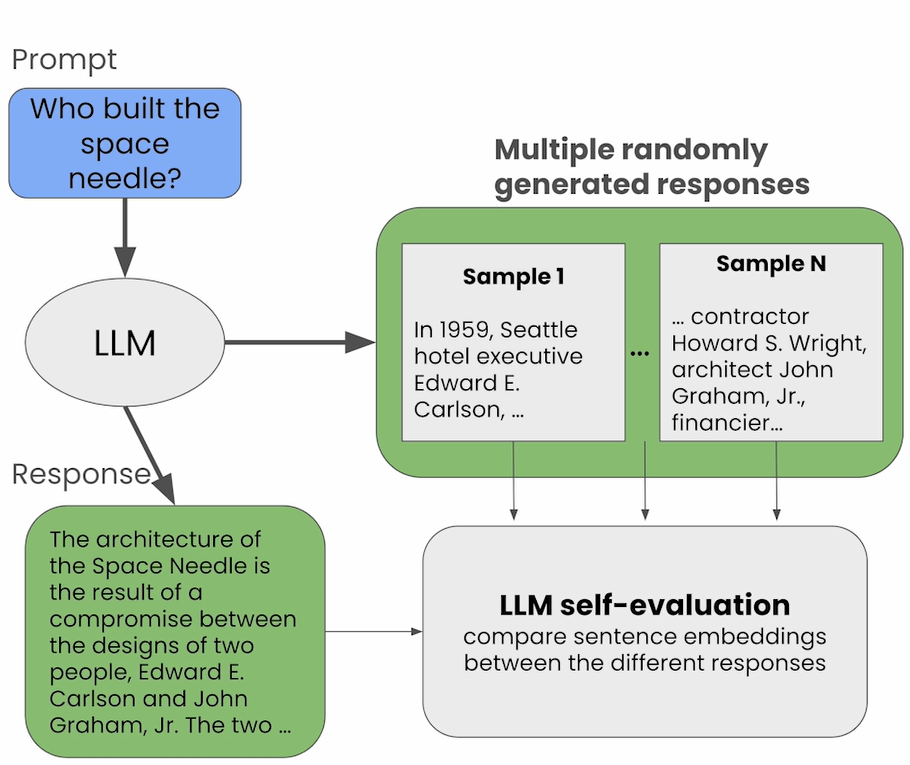 Prompt
Who built the
space
needle?
Multiple randomly
generated responses
LLM
Sample 1
In 1959, Seattle
hotel executive
Edward E.
Carlson, ...
...
Sample N
... contractor
Howard S. Wright,
architect John
Graham, Jr.,
financier...
Response
The architecture of
the Space Needle is
the result of a
compromise between
the designs of two
people, Edward E.
Carlson and John
Graham, Jr. The two ...
LLM self-evaluation
compare sentence embeddings
between the different responses